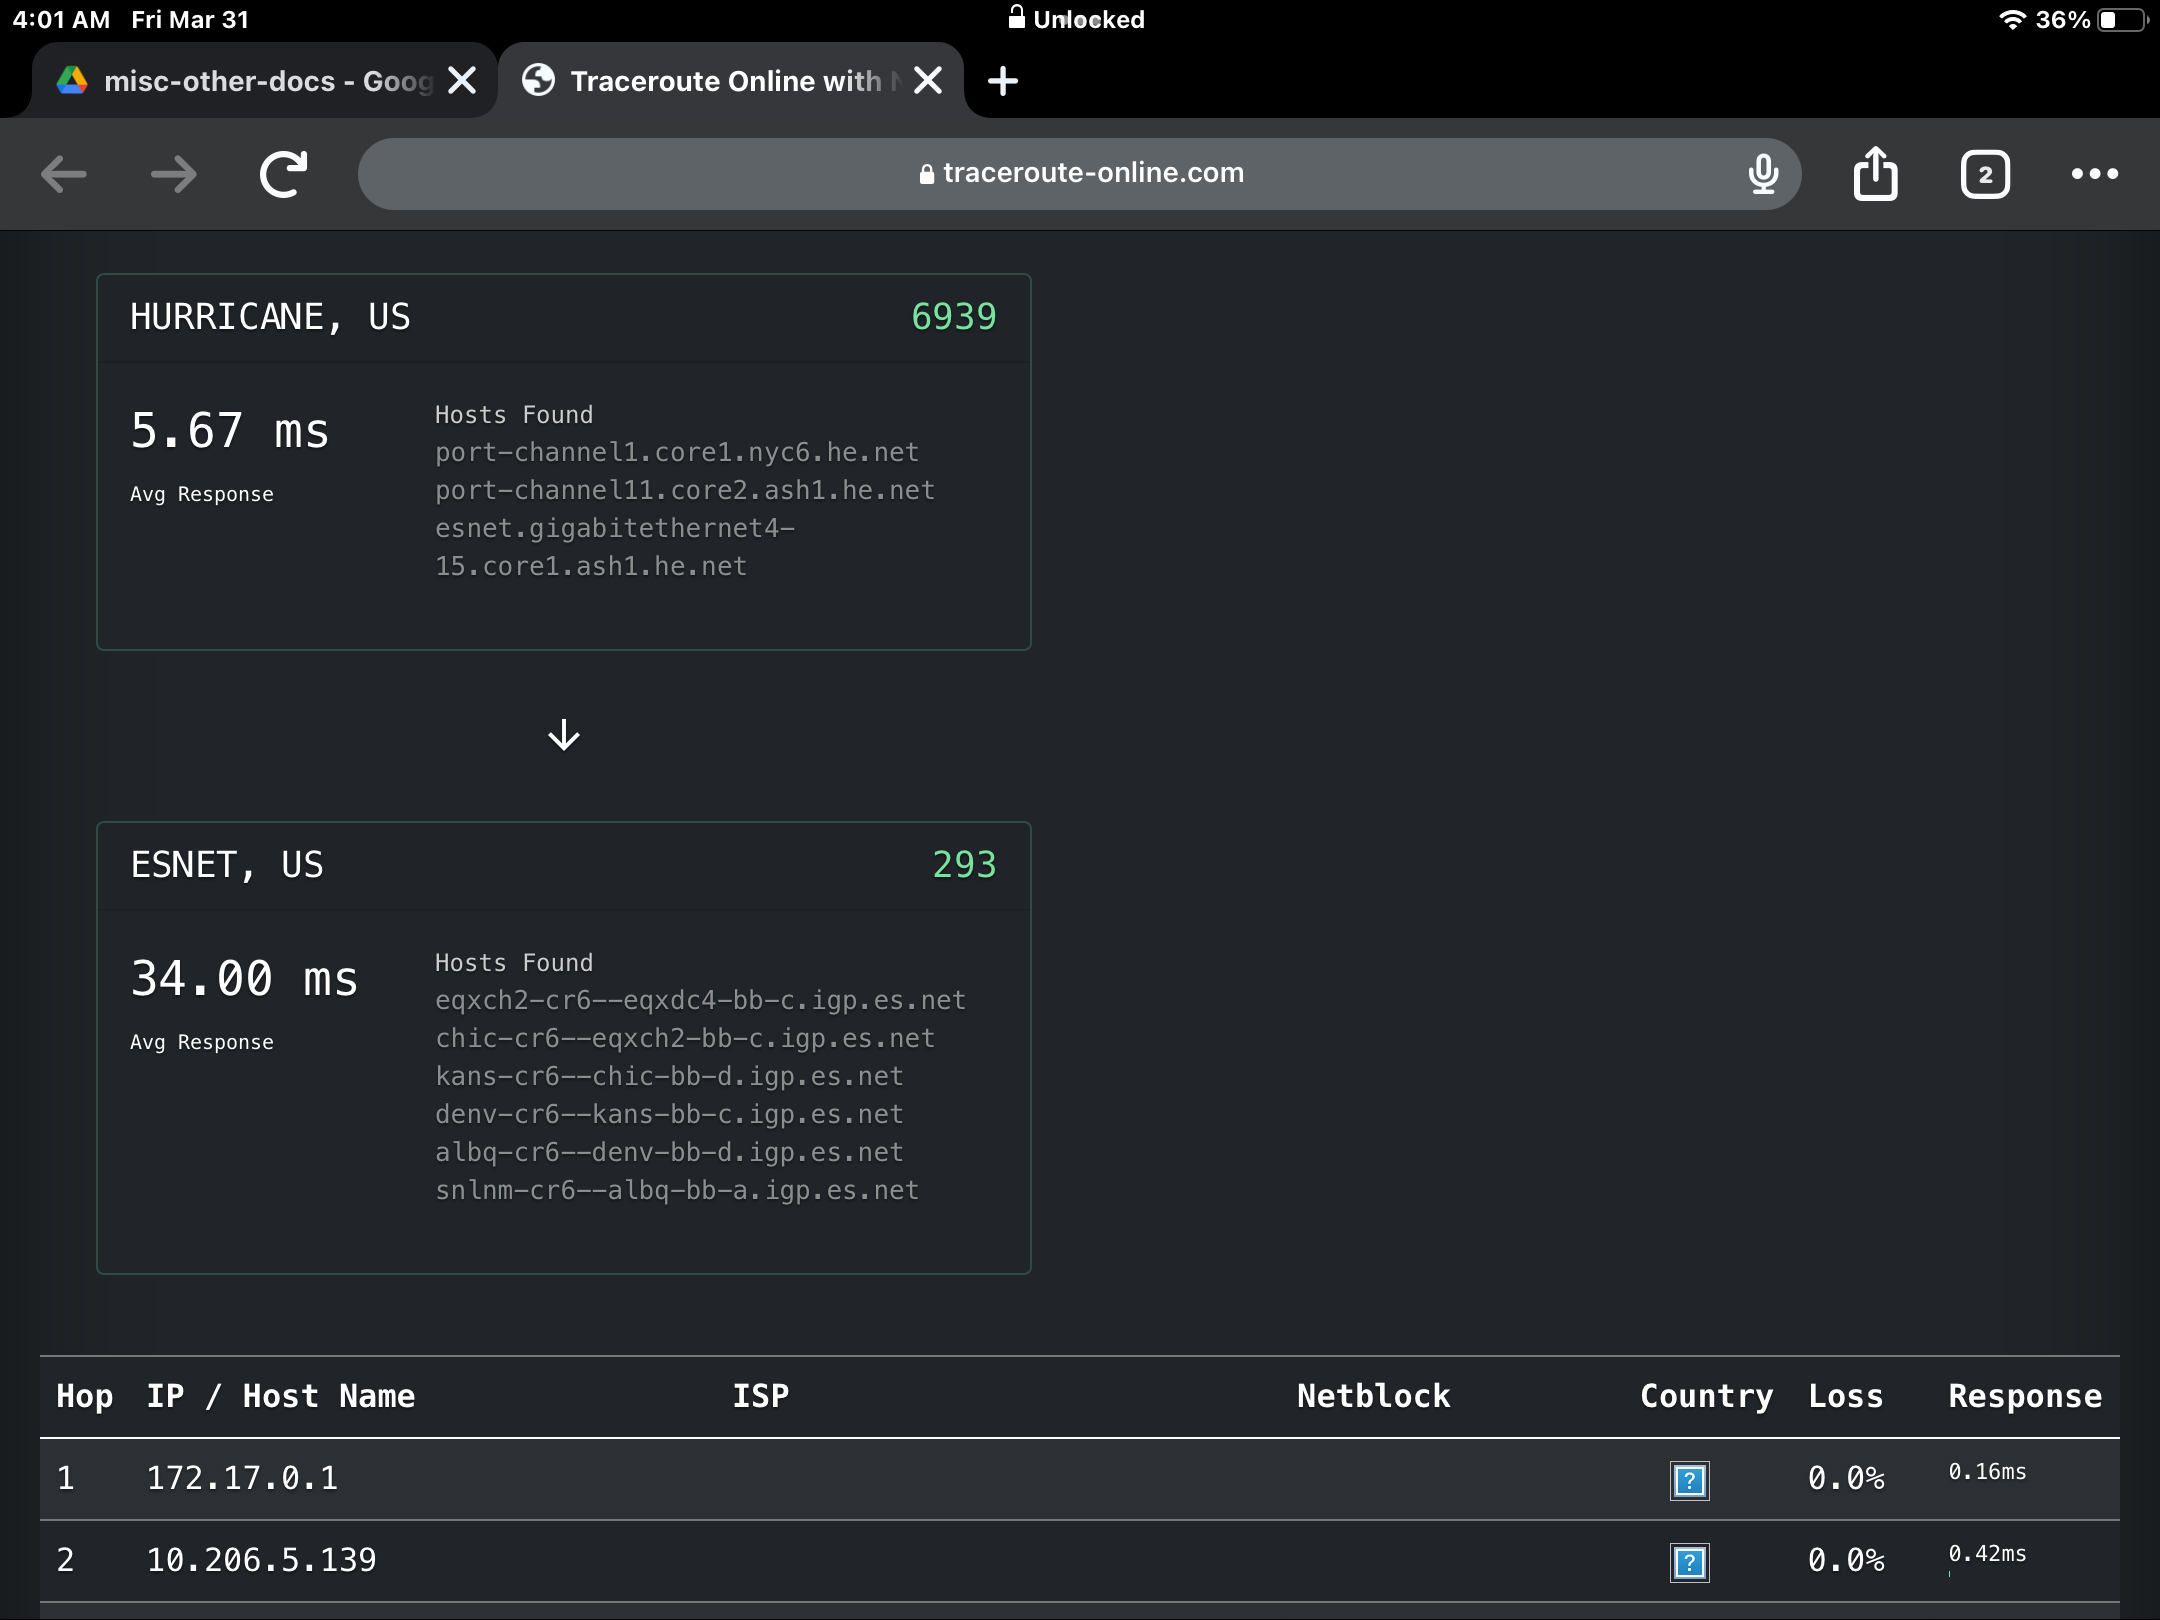 4:01 AM Fri Mar 31
Unlocked
36%
misc-other-docs - Goog
Traceroute Online with
traceroute-online.com
2
HURRICANE, US 6939
5.67 ms
Avg Response
Hosts Found
port-channel1.core1.nyc6.he.net
port-channel11.core2.ash1.he.net
esnet.gigabitethernet4-
15.core1.ash1.he.net
ESNET, US 293
34.00 ms
Avg Response
Hosts Found
eqxch2-cr6--eqxdc4-bb-c.igp.es.net
chic-cr6--eqxch2-bb-c.igp.es.net
kans-cr6--chic-bb-d.igp.es.net
denv-cr6--kans-bb-c.igp.es.net
albq-cr6--denv-bb-d.igp.es.net
snlnm-cr6--albq-bb-a.igp.es.net
Hop IP / Host Name ISP Netblock Country Loss Response
1 172.17.0.1 ? 0.0% 0.16ms
2 10.206.5.139 ? 0.0% 0.42ms